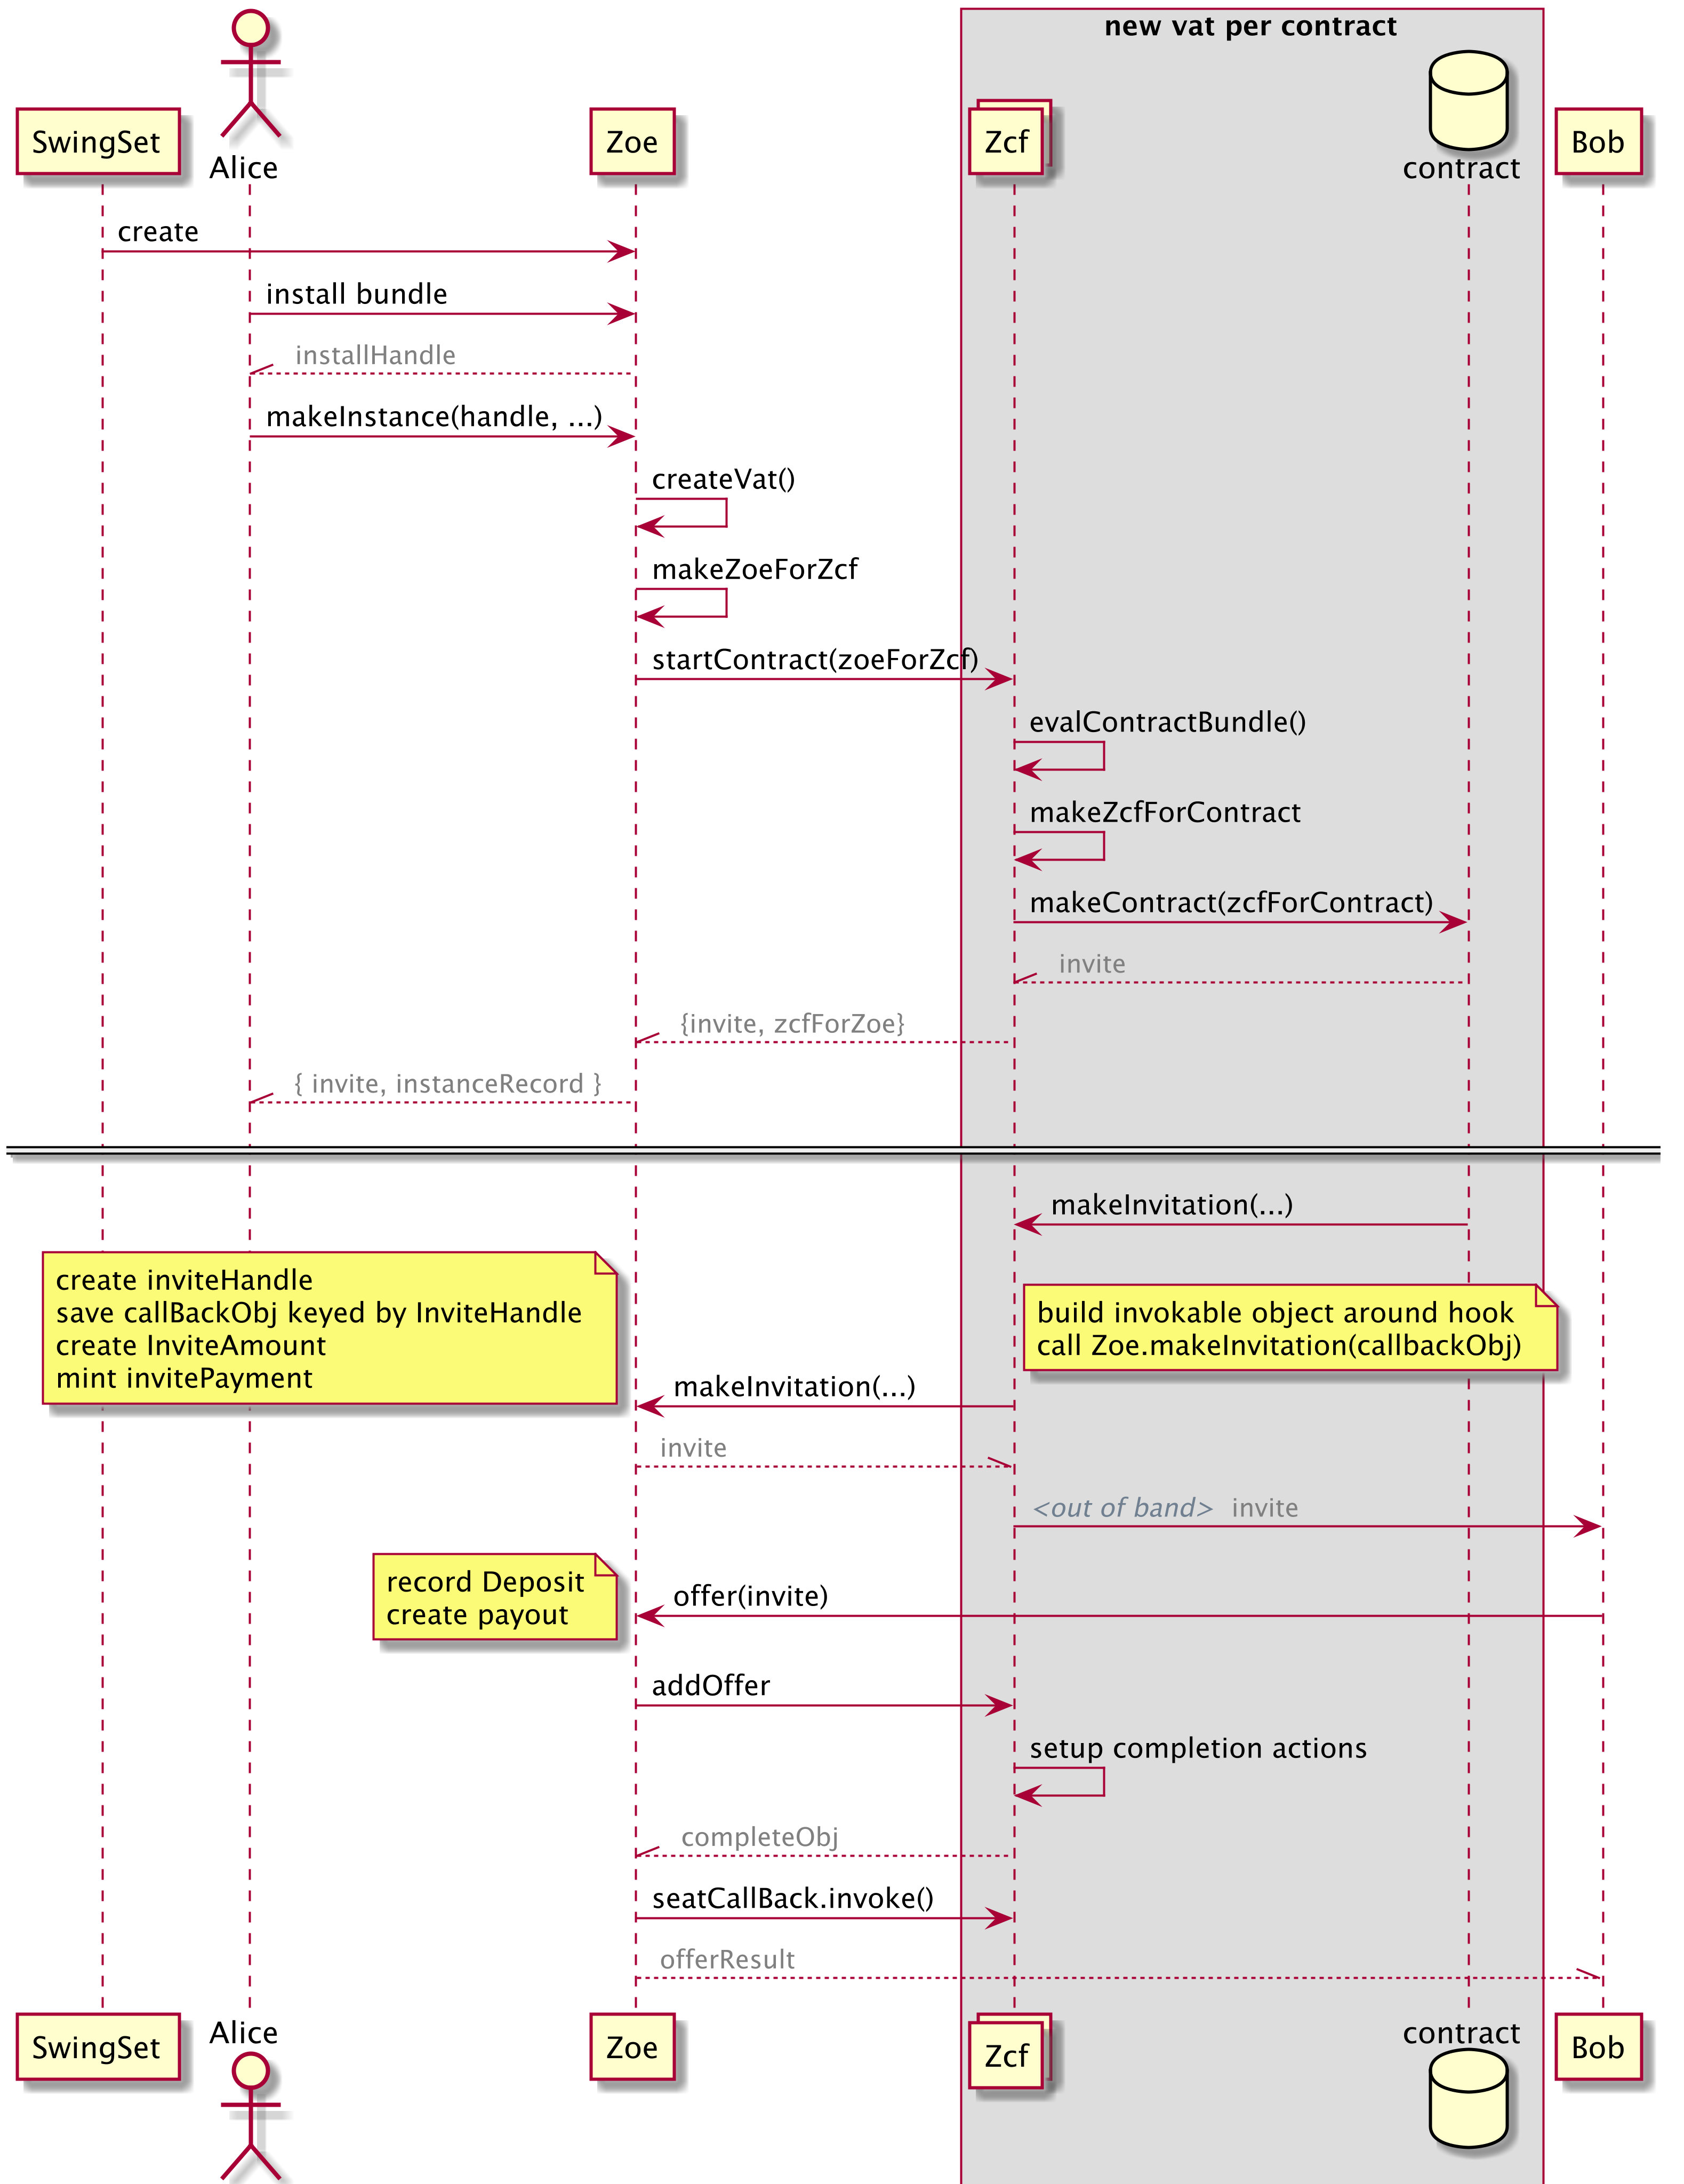 new vat per contract
SwingSet
Alice
Zoe
Zcf
contract
Bob
create
install bundle
installHandle
makeInstance(handle, ...)
createVat()
makeZoeForZcf
startContract(zoeForZcf)
evalContractBundle()
makeZcfForContract
makeContract(zcfForContract)
invite
{invite, zcfForZoe}
{ invite, instanceRecord }
makeInvitation(...)
create inviteHandle
save callBackObj keyed by InviteHandle
create InviteAmount
mint invitePayment
build invokable object around hook
call Zoe.makeInvitation(callbackObj)
makeInvitation(...)
invite
<out of band> invite
record Deposit
create payout
offer(invite)
addOffer
setup completion actions
completeObj
seatCallBack.invoke()
offerResult
SwingSet
Alice
Zoe
Zcf
contract
Bob